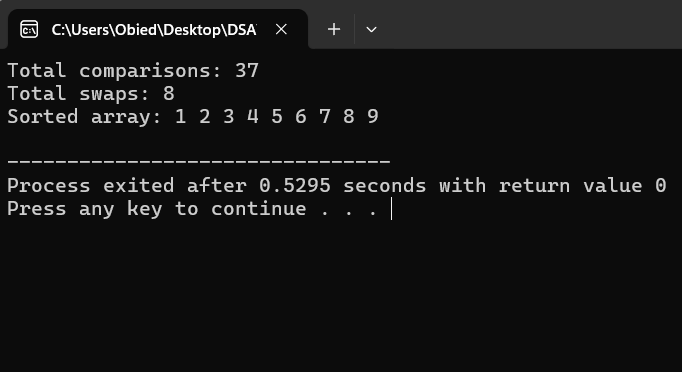 C:\Users\Obied\Desktop\DSA\
Total comparisons: 37
Total swaps: 8
Sorted array: 1 2 3 4 5 6 7 8 9
--------------------------------
Process exited after 0.5295 seconds with return value 0
Press any key to continue . . .